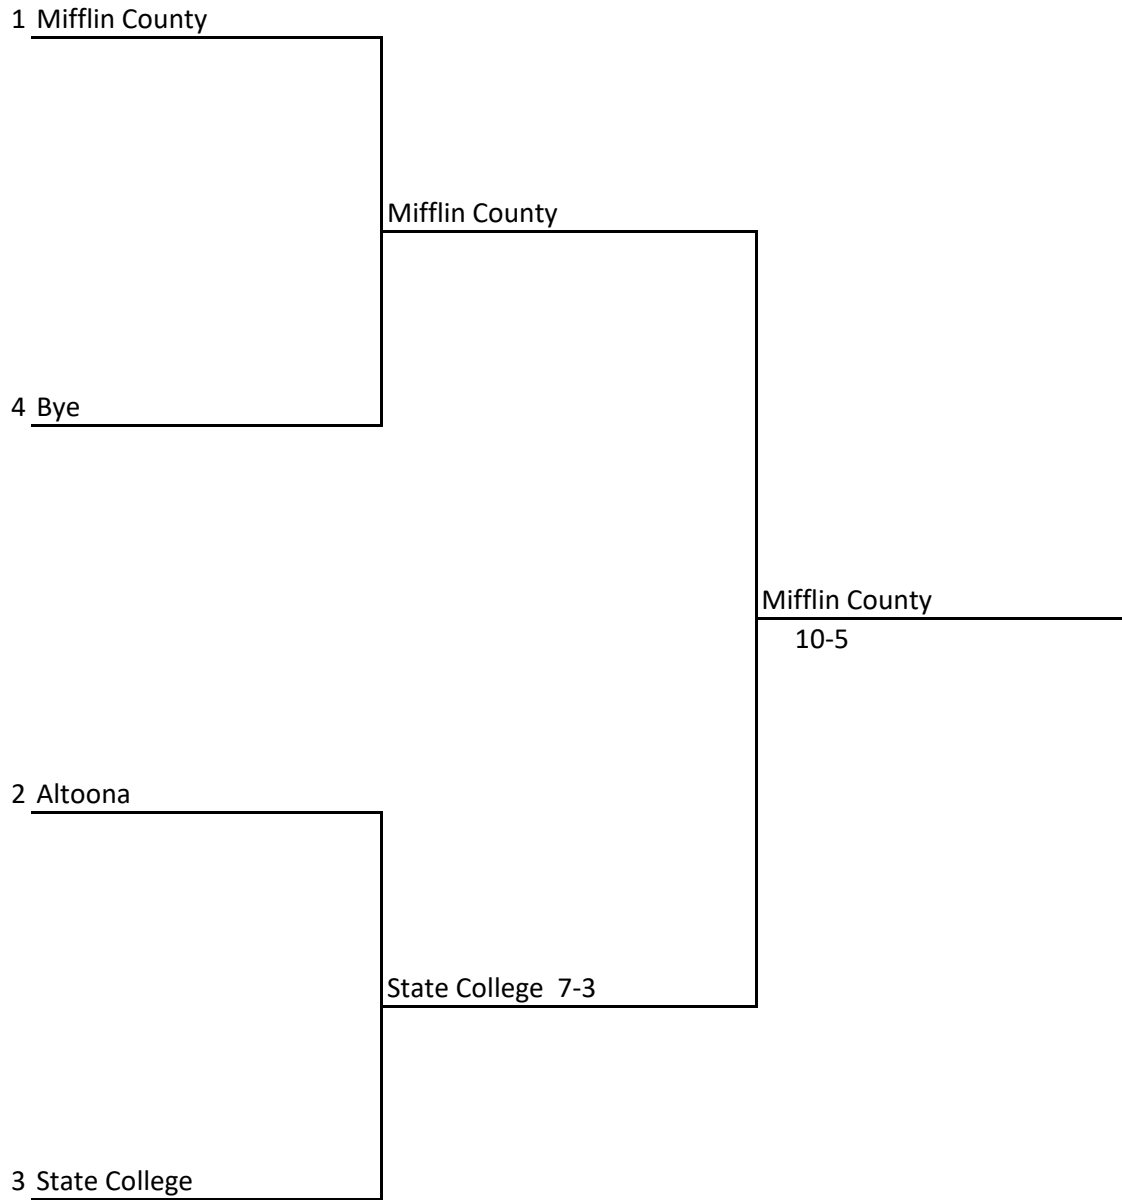 1 Mifflin County
Mifflin County
4 Bye
Mifflin County
10-5
2 Altoona
State College 7-3
3 State College